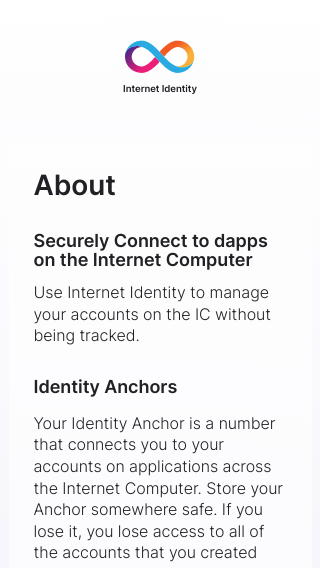 Internet Identity
About
Securely Connect to dapps
on the Internet Computer
Use Internet Identity to manage
your accounts on the IC without
being tracked.
Identity Anchors
Your Identity Anchor is a number
that connects you to your
accounts on applications across
the Internet Computer. Store your
Anchor somewhere safe. If you
lose it, you lose access to all of
the accounts that you created